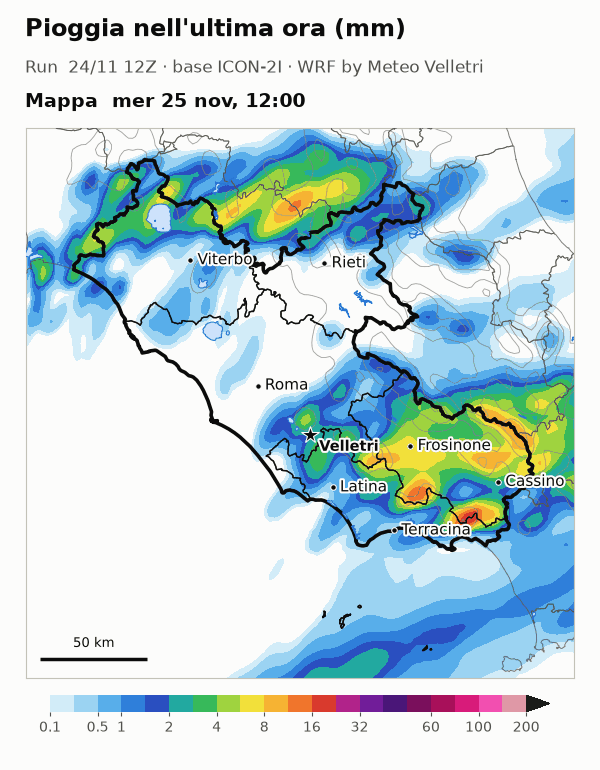 Pioggia nell'ultima ora (mm)
Run  24/11 12Z · base ICON-2I · WRF by Meteo Velletri
Mappa  mer 25 nov, 12:00
Viterbo
Rieti
Roma
Velletri
Frosinone
Cassino
Latina
Terracina
50 km
0.1 0.5 1 2 4 8 16 32 60 100 200